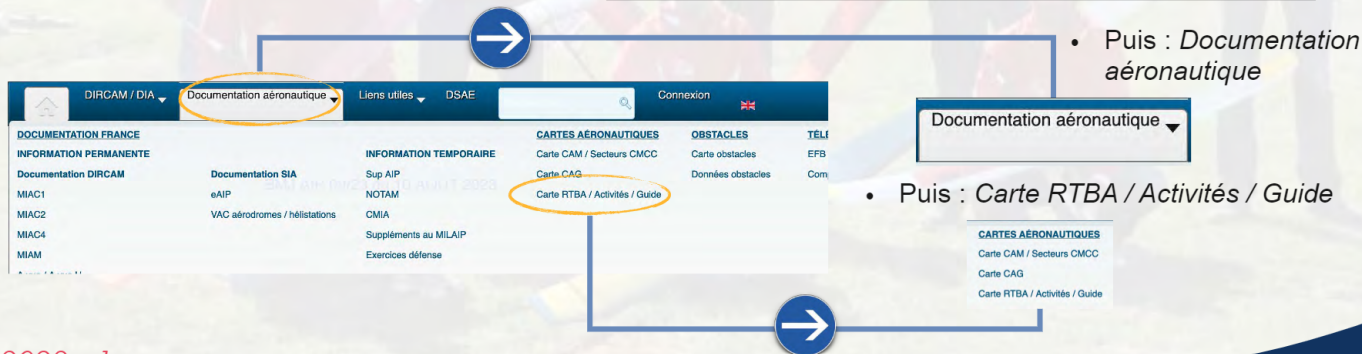 • Puis : Documentation
aéronautique
DIRCAM / DIA
Documentation aéronautique
Liens utiles
DSAE
Connexion
DOCUMENTATION FRANCE
INFORMATION PERMANENTE
Documentation DIRCAM
MIAC1
MIAC2
MIAC4
MIAM
Documentation SIA
eAIP
VAC aérodromes / hélistations
INFORMATION TEMPORAIRE
Sup AIP
NOTAM
CMIA
Suppléments au MILAIP
Exercices défense
CARTES AÉRONAUTIQUES
Carte CAM / Secteurs CMCC
Carte CAG
Carte RTBA / Activités / Guide
OBSTACLES
Carte obstacles
Données obstacles
EFB
Documentation aéronautique
• Puis : Carte RTBA / Activités / Guide
CARTES AÉRONAUTIQUES
Carte CAM / Secteurs CMCC
Carte CAG
Carte RTBA / Activités / Guide